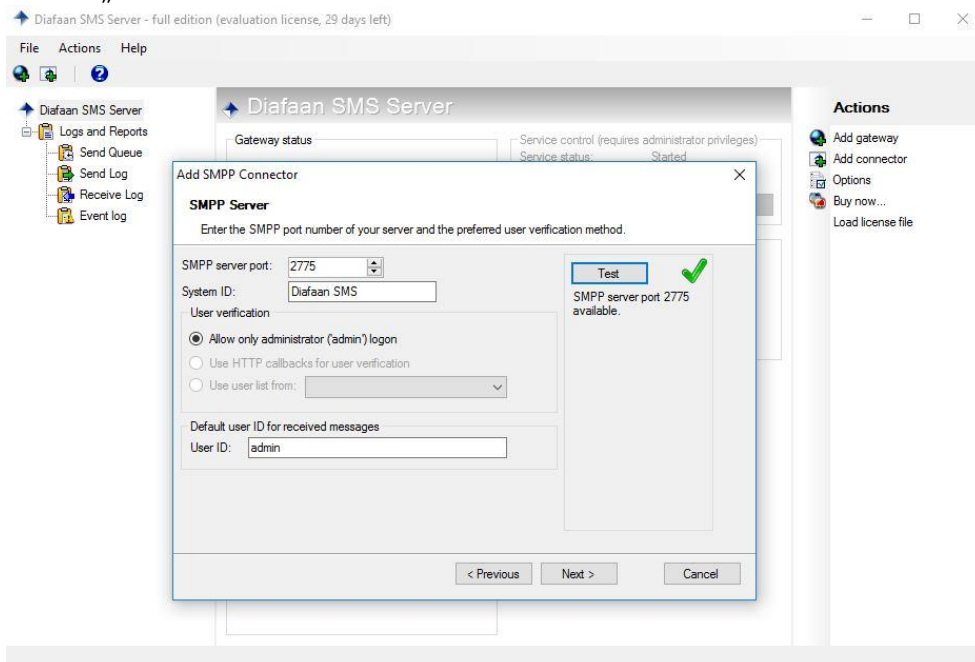 „
Diafaan SMS Server - full edition (evaluation license, 29 days left)
File Actions Help
Diafaan SMS Server
Logs and Reports
Send Queue
Send Log
Receive Log
Event log
Diafaan SMS Server
Gateway status
Service control (requires administrator privileges)
Service status: Started
Add SMPP Connector
SMPP Server
Enter the SMPP port number of your server and the preferred user verification method.
SMPP server port: 2775
System ID: Diafaan SMS
User verification
Allow only administrator ('admin') logon
Use HTTP callbacks for user verification
Use user list from:
Default user ID for received messages
User ID: admin
Test
SMPP server port 2775
available.
< Previous Next > Cancel
Actions
Add gateway
Add connector
Options
Buy now...
Load license file